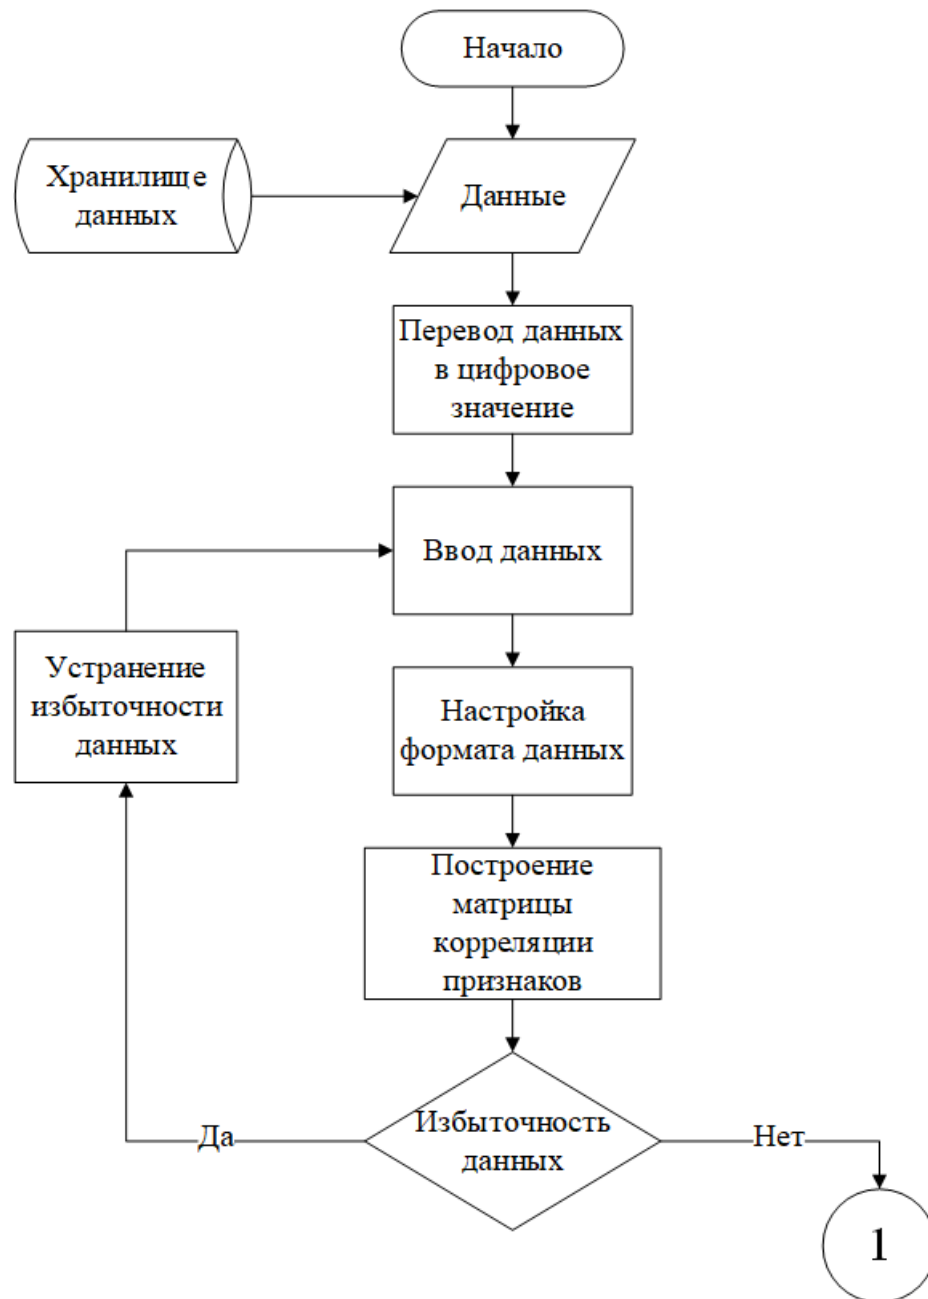 Начало
Хранилище
данных
Данные
Перевод данных
в цифровое
значение
Ввод данных
Устранение
избыточности
данных
Настройка
формата данных
Построение
матрицы
корреляции
признаков
Избыточность
данных
Да
Нет
1